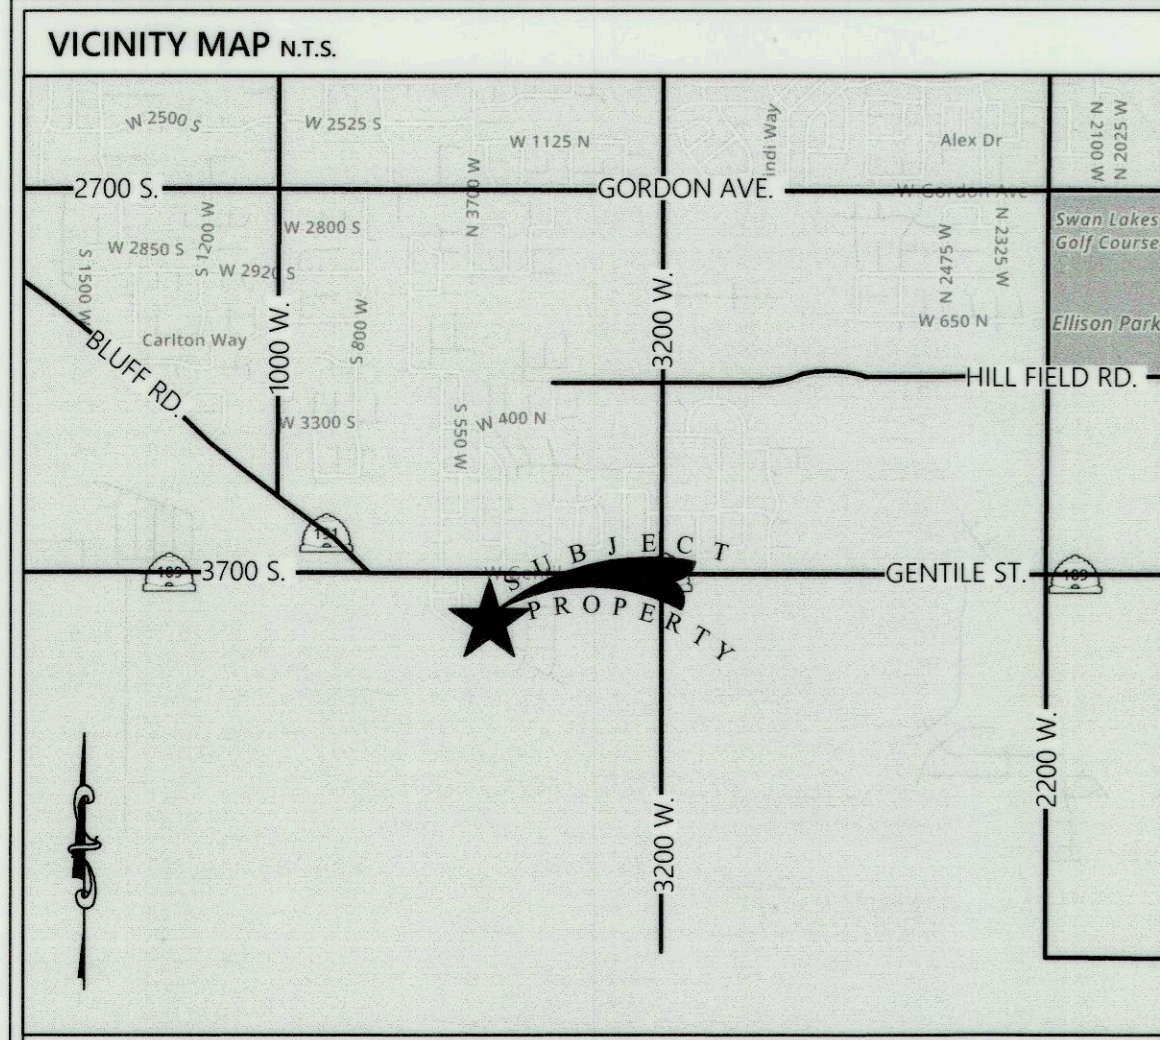 VICINITY MAP N.T.S.
W 2500 S
W 2525 S
W 1125 N
Alex Dr
N 2100 W
N 2025 W
N 3700 W
2700 S.
GORDON AVE.
W Gordon Ave
S 1200 W
W 2800 S
W 2850 S
W 2920 S
S 1500 W
N 2475 W
N 2325 W
Swan Lakes
Golf Course
1000 W.
3200 W.
S 800 W
W 650 N
Ellison Park
Carlton Way
BLUFF RD.
HILL FIELD RD.
W 3300 S
S 550 W
W 400 N
SUBJECT
PROPERTY
189
3700 S.
GENTILE ST.
189
2200 W.
3200 W.